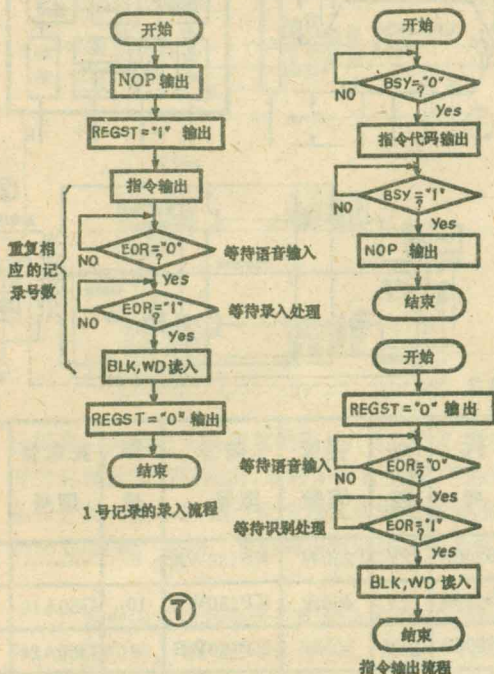 开始
NOP 输出
REGST="1" 输出
指令输出
重复相
应的记
录号数
EOR="0"
?
NO
Yes
等待语音输入
EOR="1"
?
NO
Yes
等待录入处理
BLK,WD 读入
REGST="0" 输出
结束
1号记录的录入流程
⑦
开始
BSY="0"
?
NO
Yes
指令代码输出
BSY="1"
?
NO
Yes
NOP 输出
结束
开始
REGST="0" 输出
等待语音输入
EOR="0"
?
NO
Yes
等待识别处理
EOR="1"
?
NO
Yes
BLK,WD 读入
结束
指令输出流程